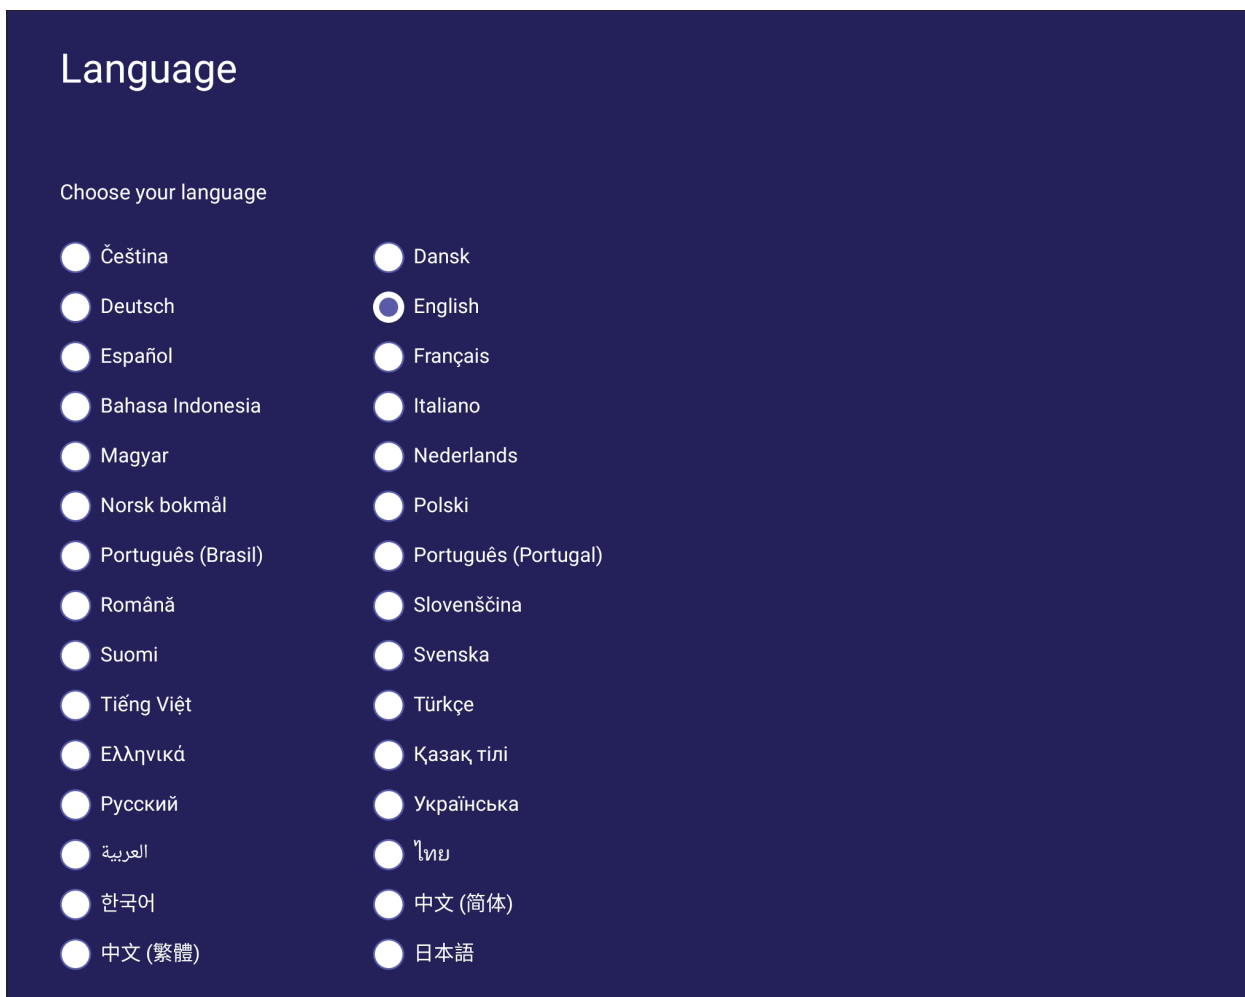 Language
Choose your language
Čeština
Dansk
Deutsch
English
Español
Français
Bahasa Indonesia
Italiano
Magyar
Nederlands
Norsk bokmål
Polski
Português (Brasil)
Português (Portugal)
Română
Slovenščina
Suomi
Svenska
Tiếng Việt
Türkçe
Ελληνικά
Қазақ тілі
Русский
Українська
العربية
ไทย
한국어
中文 (简体)
中文 (繁體)
日本語